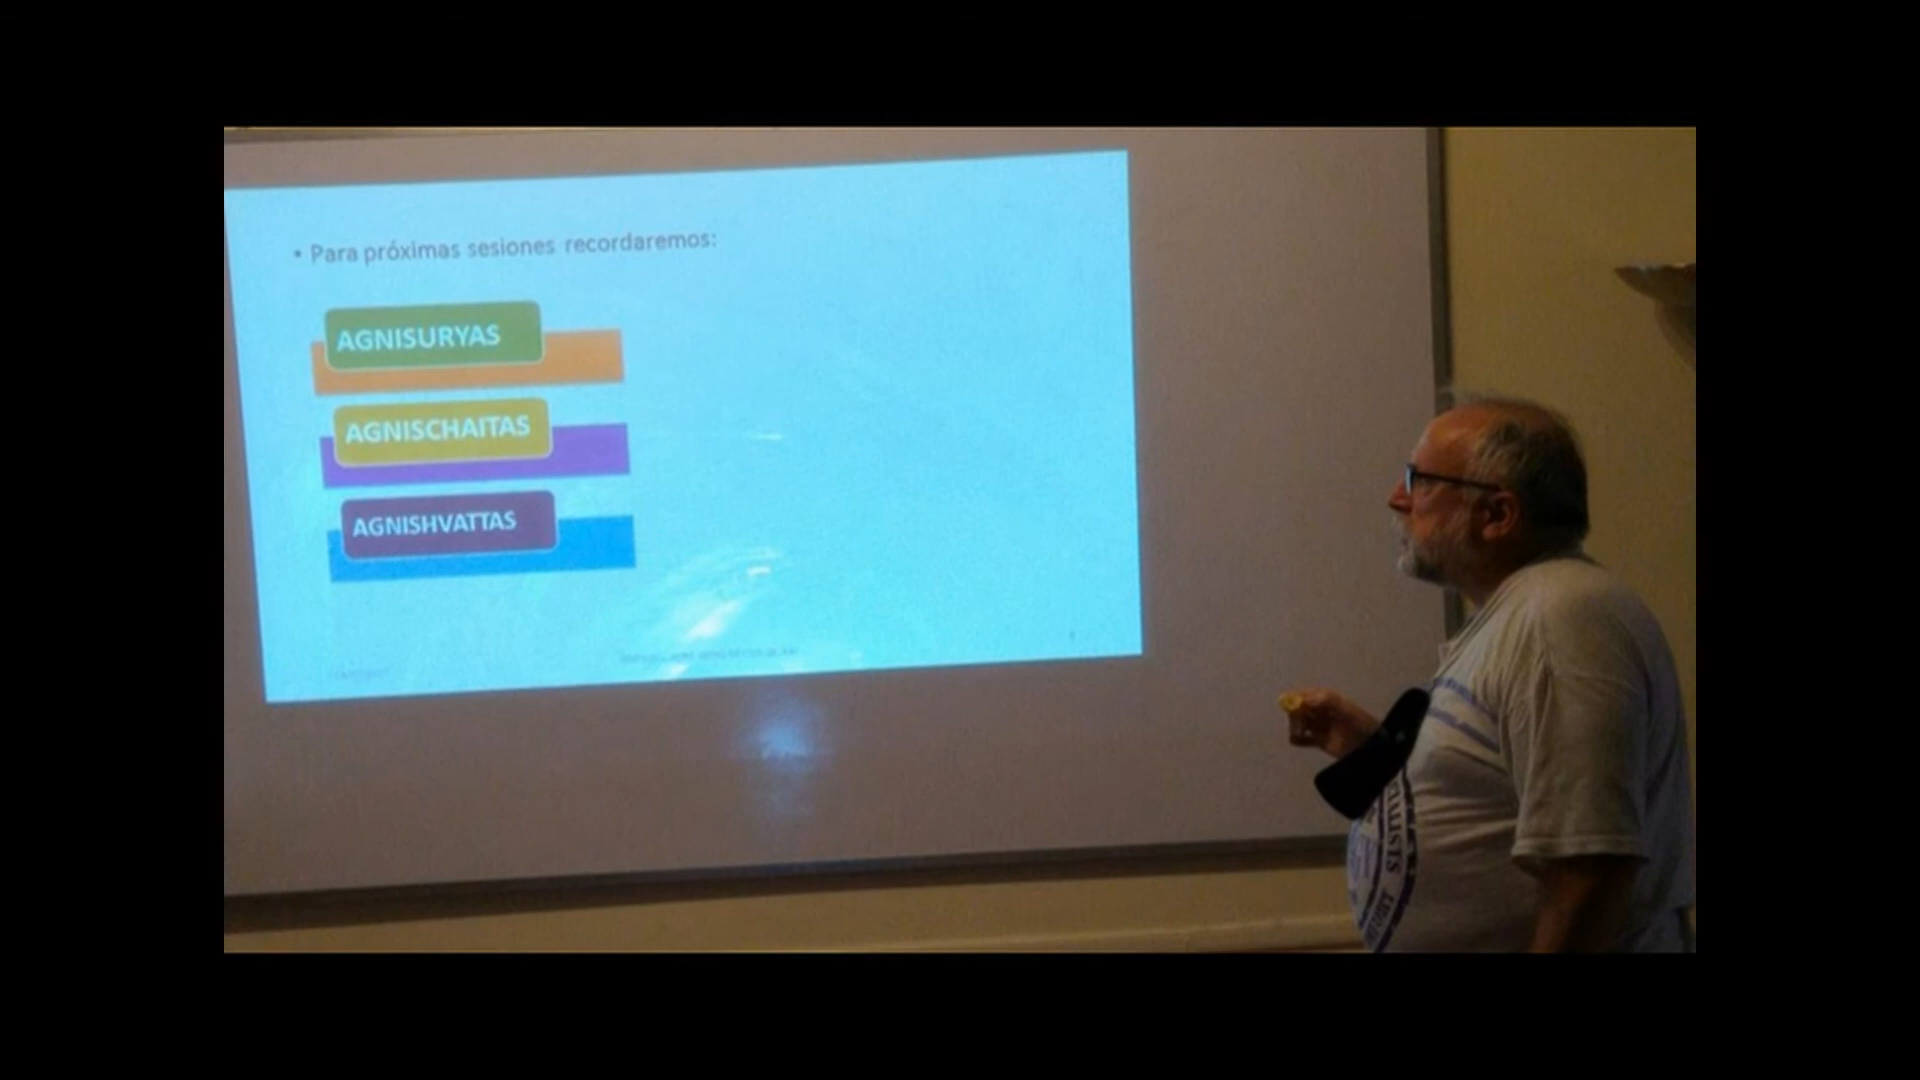 • Para próximas sesiones recordaremos:
AGNISURYAS
AGNISCHAITAS
AGNISHVATTAS